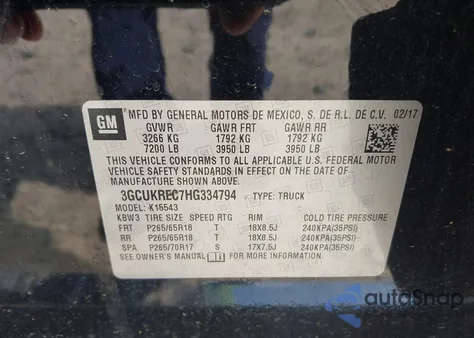 GM MFD BY GENERAL MOTORS DE MEXICO, S. DE R.L. DE C.V. 02/17
GVWR GAWR FRT GAWR RR
3266 KG 1792 KG 1792 KG
7200 LB 3950 LB 3950 LB
THIS VEHICLE CONFORMS TO ALL APPLICABLE U.S. FEDERAL MOTOR
VEHICLE SAFETY STANDARDS IN EFFECT ON THE DATE OF
MANUFACTURE SHOWN ABOVE.
3GCUKREC7HG334794 TYPE: TRUCK
MODEL: K15543
KBW3 TIRE SIZE SPEED RTG RIM COLD TIRE PRESSURE
FRT P265/65R18 T 18X8.5J 240KPA(35PSI)
RR P265/65R18 T 18X8.5J 240KPA(35PSI)
SPA P265/70R17 S 17X7.5J 240KPA(35PSI)
SEE OWNER'S MANUAL FOR MORE INFORMATION.
autoSnap